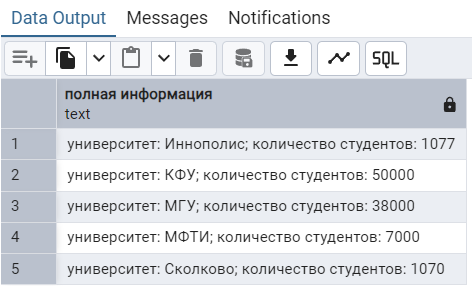 Data Output Messages Notifications
SQL
полная информация
text
1 университет: Иннополис; количество студентов: 1077
2 университет: КФУ; количество студентов: 50000
3 университет: МГУ; количество студентов: 38000
4 университет: МФТИ; количество студентов: 7000
5 университет: Сколково; количество студентов: 1070